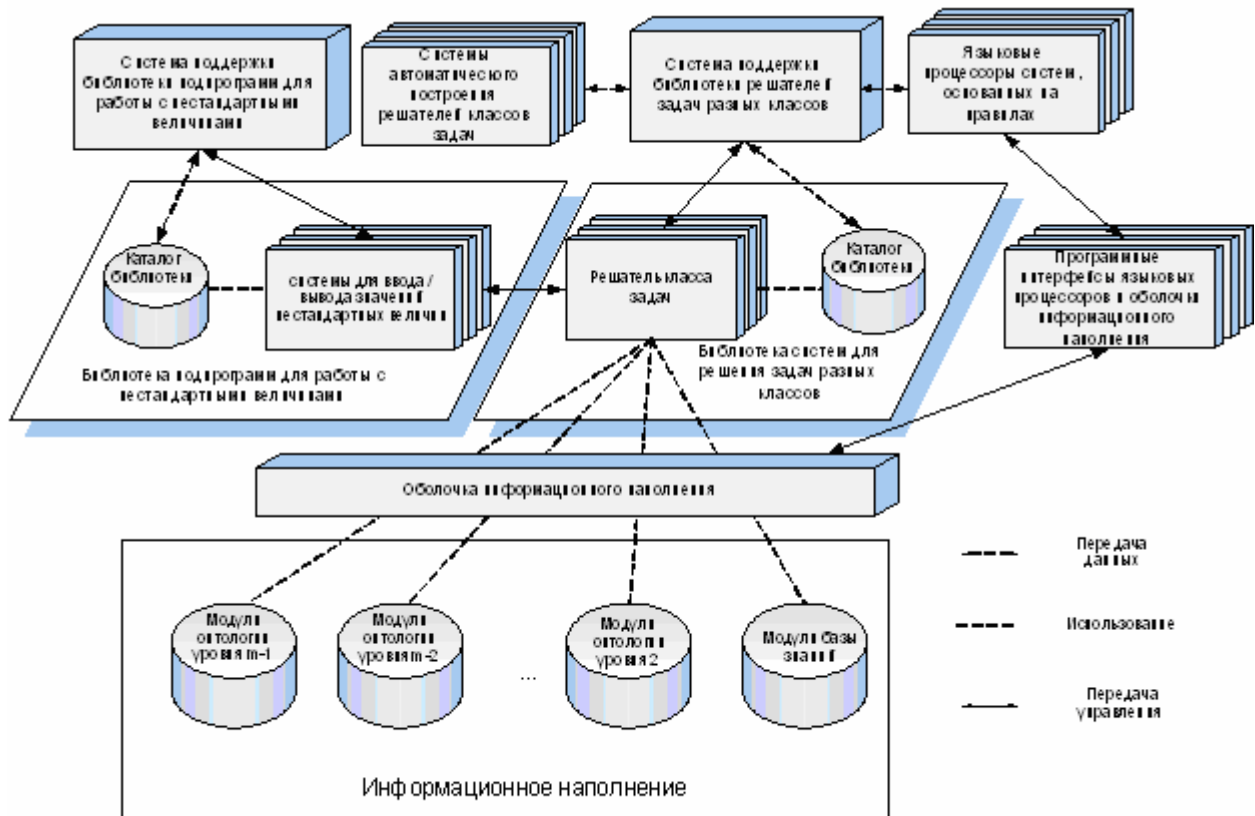 Система поддержки
библиотеки подпрограмм для
работы с нестандартными
величинами
Системы
автоматического
построения
решателей классов
задач
Система поддержки
библиотеки решателей
задач разных классов
Языковые
процессоры систем,
основанных на
правилах
Каталог
библиотеки
системы для ввода /
вывода значений
нестандартных величин
Решатель класса
задач
Каталог
библиотеки
Програмные
интерфейсы языковых
процессоров и оболочки
информационного
наполнения
Библиотека подпрограмм для работы с
нестандартными величинами
Библиотека систем для
решения задач разных
классов
Оболочка информационного наполнения
Передача
данных
Использование
Передача
управления
Модули
онтологии
уровня m-1
Модули
онтологии
уровня m-2
...
Модули
онтологии
уровня 2
Модули базы
знаний
Информационное наполнение